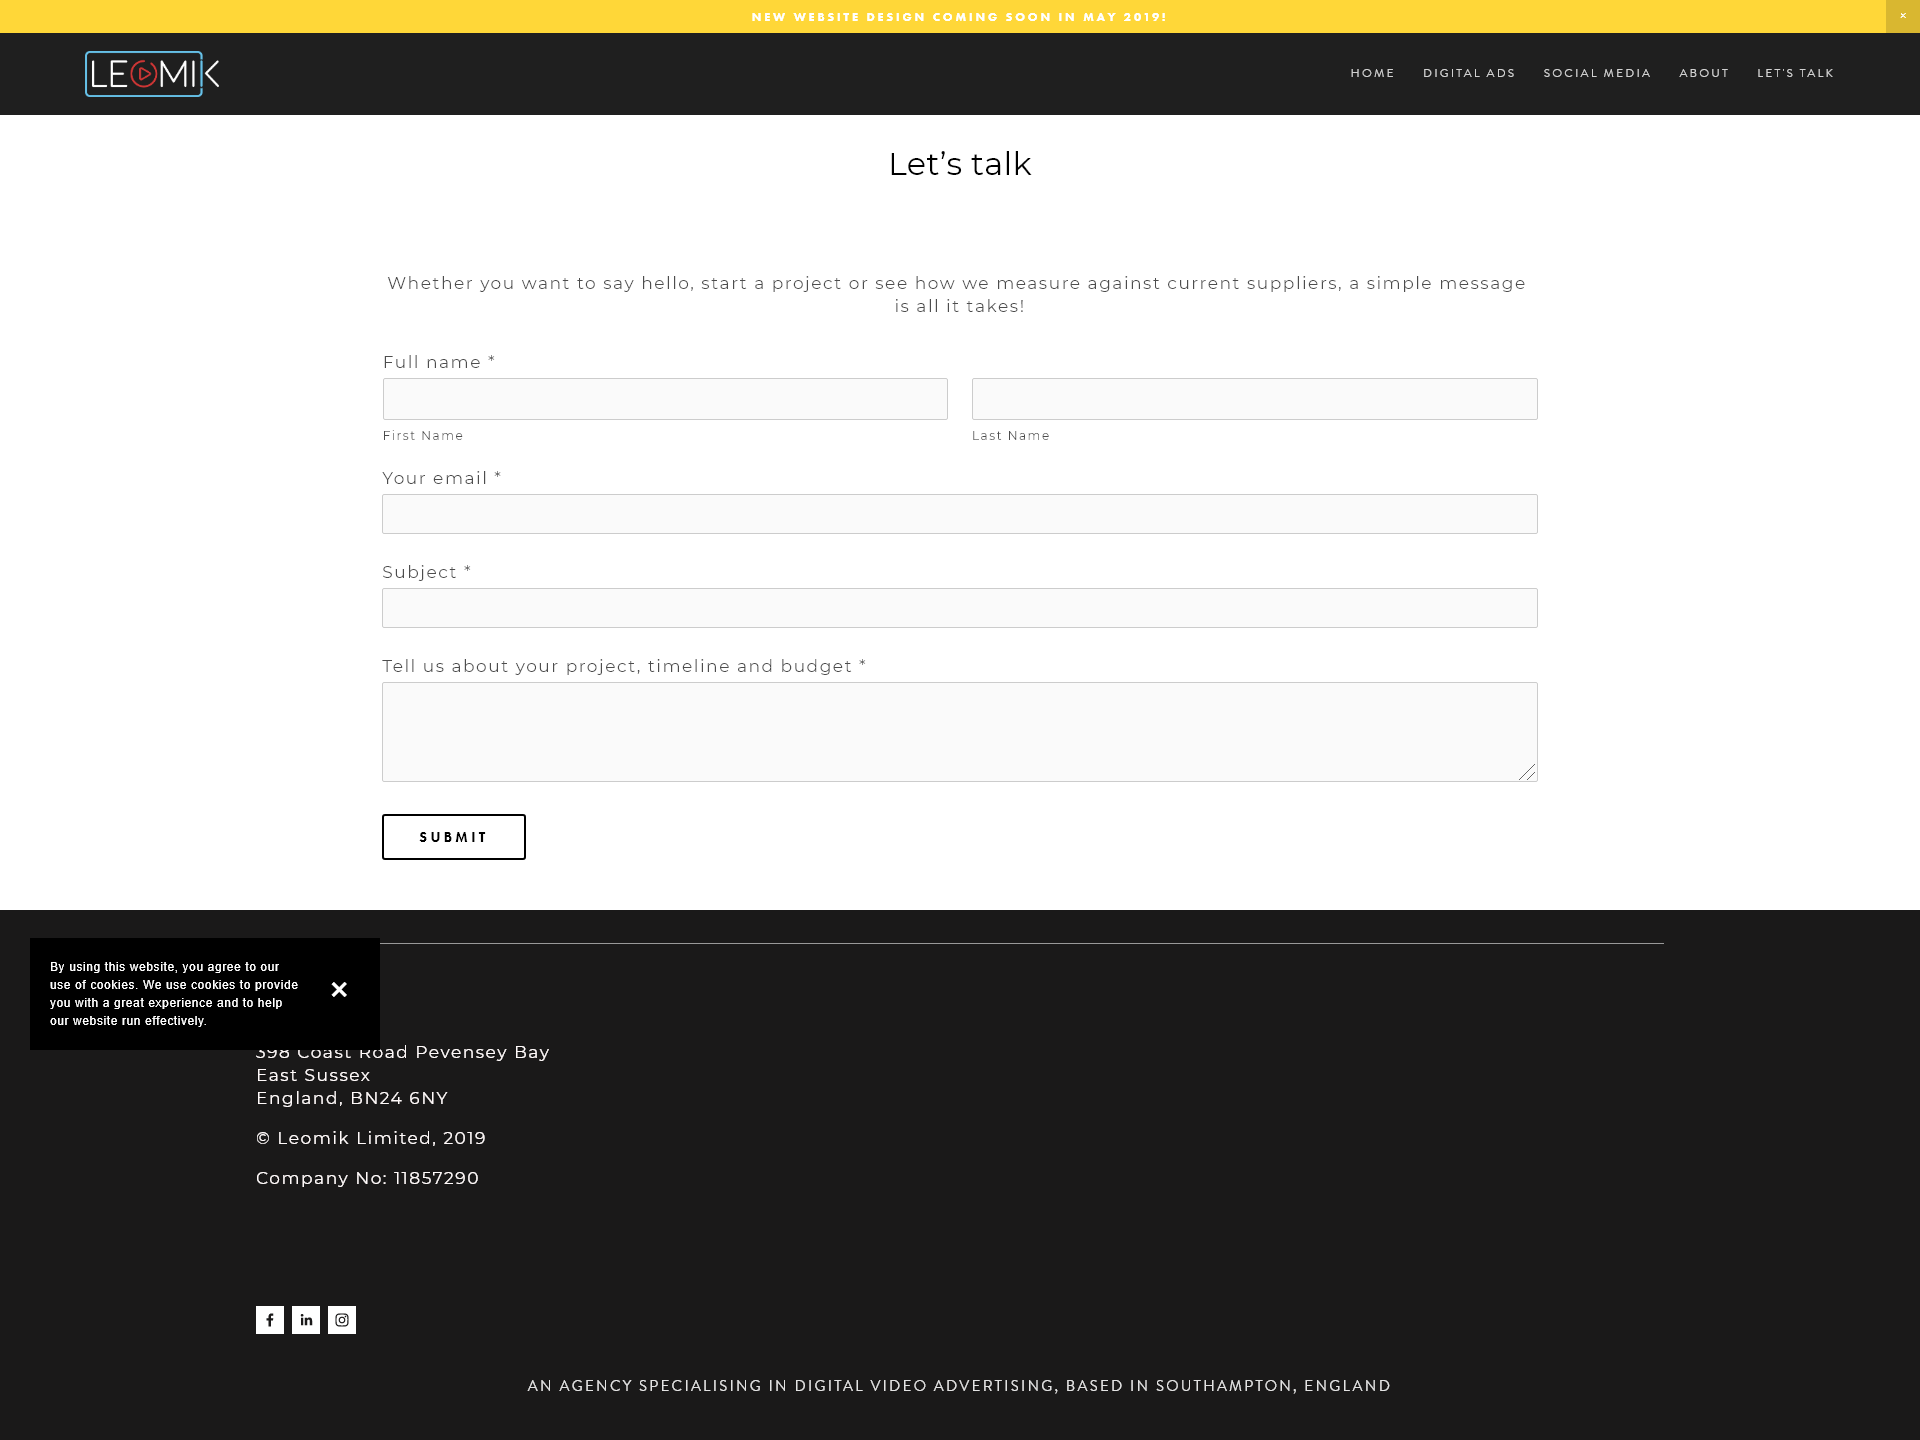 NEW WEBSITE DESIGN COMING SOON IN MAY 2019!
LEOMIK
HOME
DIGITAL ADS
SOCIAL MEDIA
ABOUT
LET'S TALK
Let’s talk
Whether you want to say hello, start a project or see how we measure against current suppliers, a simple message
is all it takes!
Full name *
First Name
Last Name
Your email *
Subject *
Tell us about your project, timeline and budget *
SUBMIT
By using this website, you agree to our
use of cookies. We use cookies to provide
you with a great experience and to help
our website run effectively.
398 Coast Road Pevensey Bay
East Sussex
England, BN24 6NY
© Leomik Limited, 2019
Company No: 11857290
AN AGENCY SPECIALISING IN DIGITAL VIDEO ADVERTISING, BASED IN SOUTHAMPTON, ENGLAND